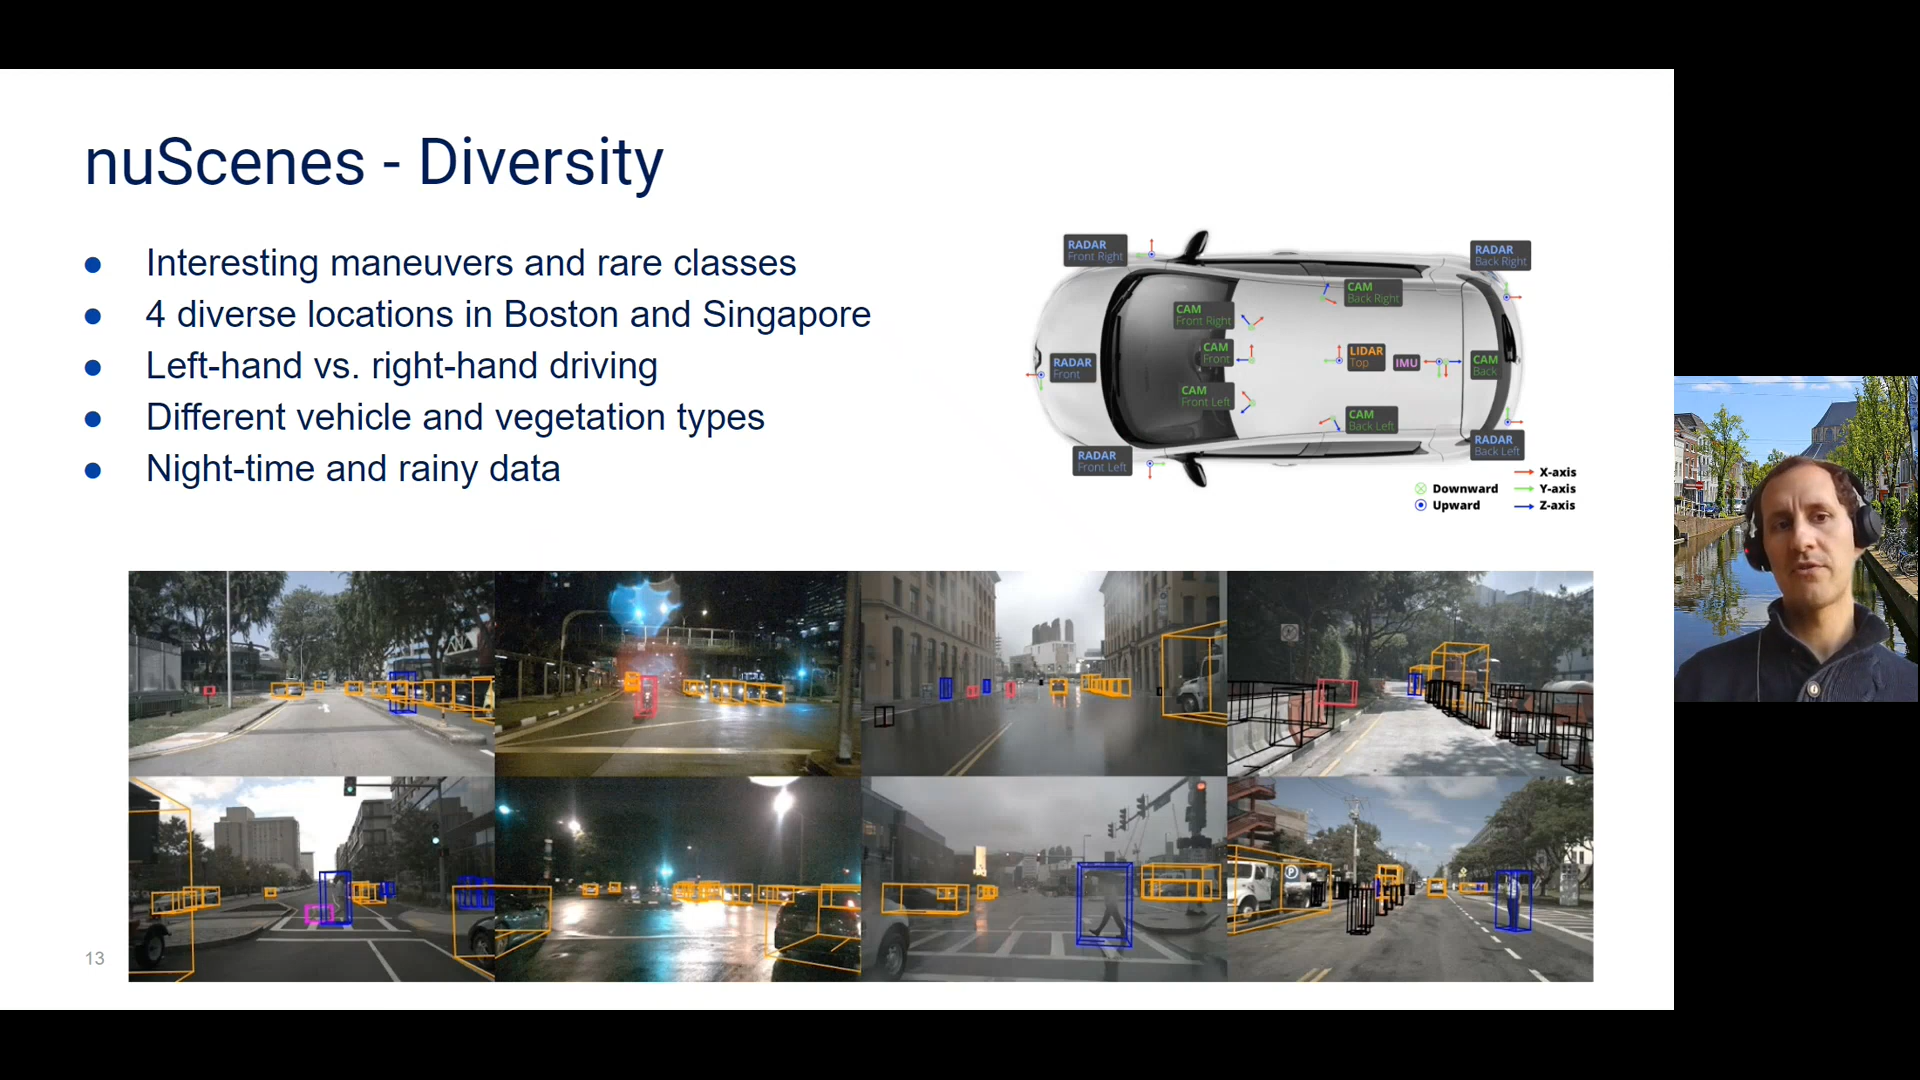 nuScenes - Diversity
● Interesting maneuvers and rare classes
● 4 diverse locations in Boston and Singapore
● Left-hand vs. right-hand driving
● Different vehicle and vegetation types
● Night-time and rainy data
RADAR
Front Right
RADAR
Back Right
CAM
Back Right
CAM
Front Right
CAM
Front
LIDAR
Top
IMU
CAM
Back
RADAR
Front
CAM
Front Left
CAM
Back Left
RADAR
Back Left
RADAR
Front Left
X-axis
Downward
Y-axis
Upward
Z-axis
P
13